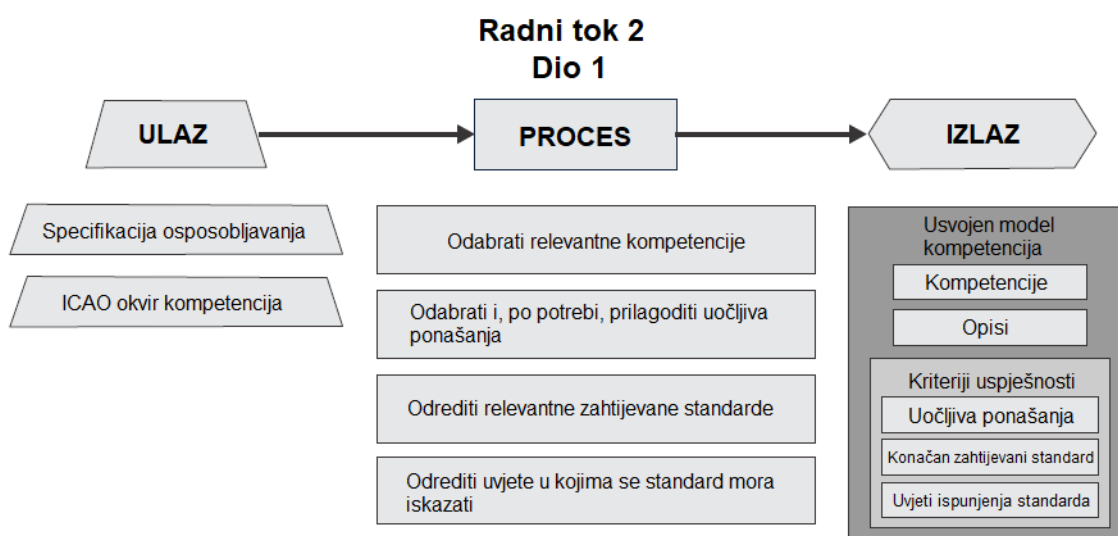 Radni tok 2
Dio 1
ULAZ
PROCES
IZLAZ
Specifikacija osposobljavanja
ICAO okvir kompetencija
Odabrati relevantne kompetencije
Odabrati i, po potrebi, prilagoditi uočljiva
ponašanja
Odrediti relevantne zahtijevane standarde
Odrediti uvjete u kojima se standard mora
iskazati
Usvojen model
kompetencija
Kompetencije
Opisi
Kriteriji uspješnosti
Uočljiva ponašanja
Konačan zahtijevani standard
Uvjeti ispunjenja standarda